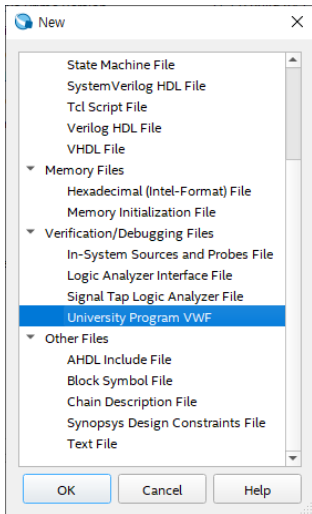 New
State Machine File
SystemVerilog HDL File
Tcl Script File
Verilog HDL File
VHDL File
Memory Files
Hexadecimal (Intel-Format) File
Memory Initialization File
Verification/Debugging Files
In-System Sources and Probes File
Logic Analyzer Interface File
Signal Tap Logic Analyzer File
University Program VWF
Other Files
AHDL Include File
Block Symbol File
Chain Description File
Synopsys Design Constraints File
Text File
OK Cancel Help